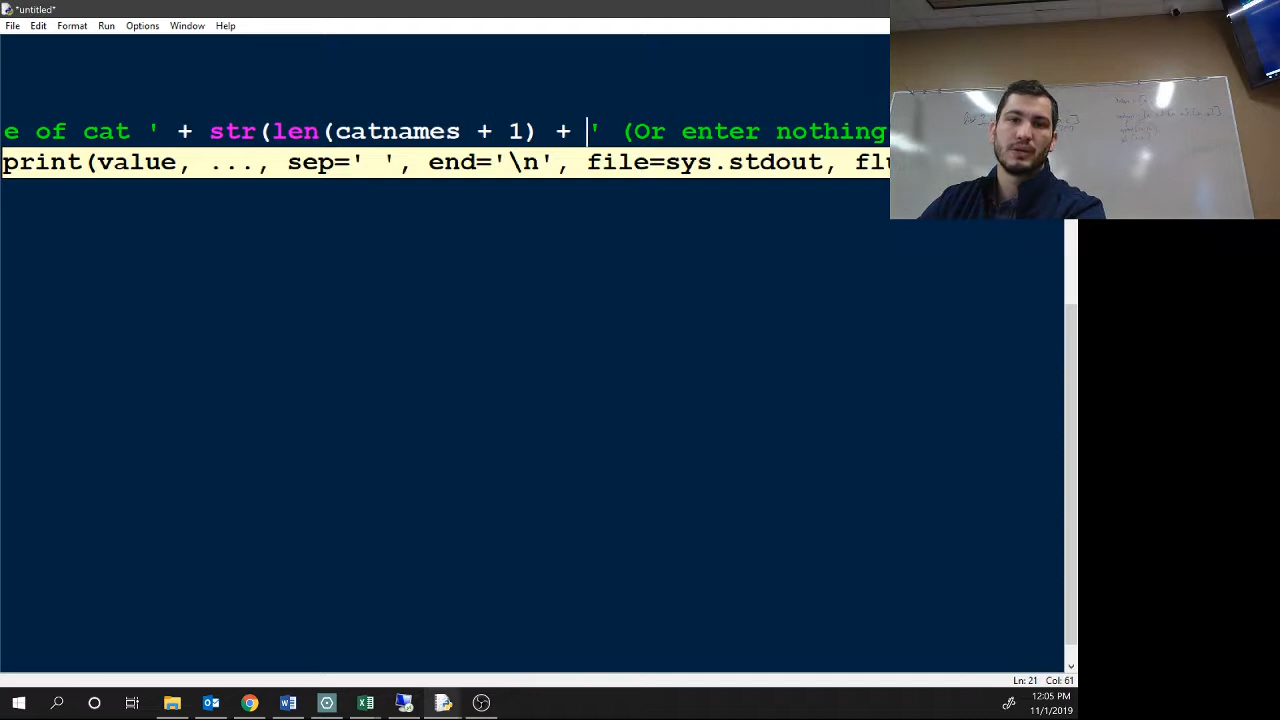 *untitled*
File Edit Format Run Options Window Help
e of cat ' + str(len(catnames + 1) + ' (Or enter nothing
print(value, ..., sep=' ', end='\n', file=sys.stdout, flu
Ln: 21 Col: 61
12:05 PM
11/1/2019